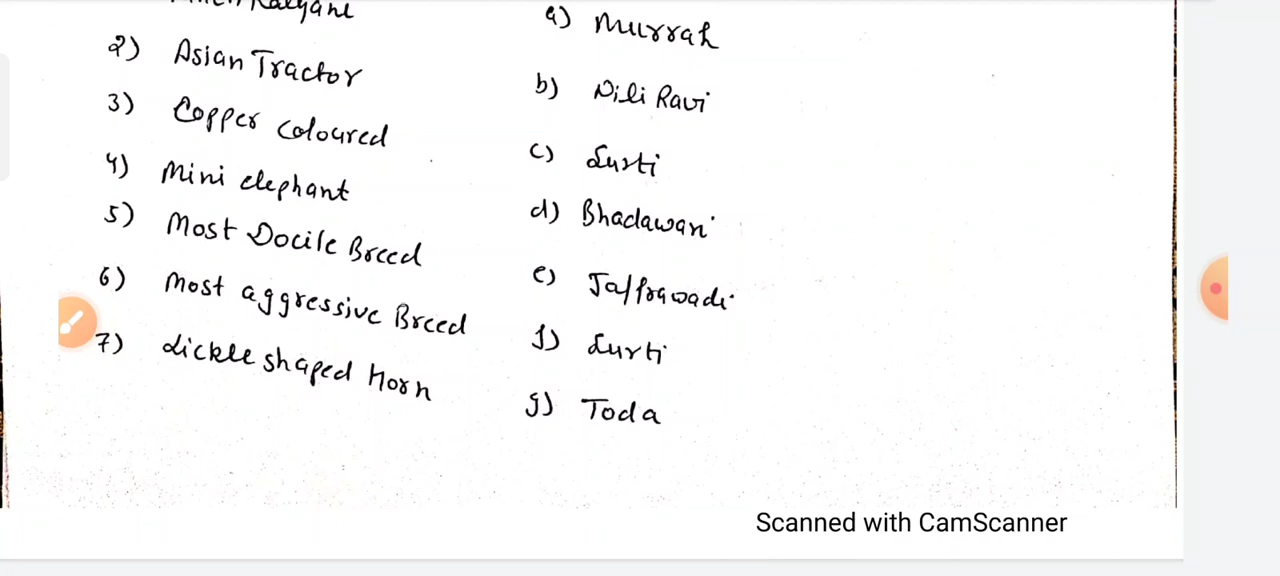 Kalyani
a) Murrah
2) Asian Tractor
b) Nili Ravi
3) Copper coloured
c) Surti
4) Mini elephant
d) Bhadawari
5) Most Docile Breed
e) Jaffrawadi
6) Most aggressive Breed
f) Surti
7) Sickle shaped Horn
g) Toda
Scanned with CamScanner